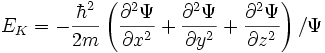 $E_K = -\frac{\hbar^2}{2m} \left( \frac{\partial^2 \Psi}{\partial x^2} + \frac{\partial^2 \Psi}{\partial y^2} + \frac{\partial^2 \Psi}{\partial z^2} \right) / \Psi$